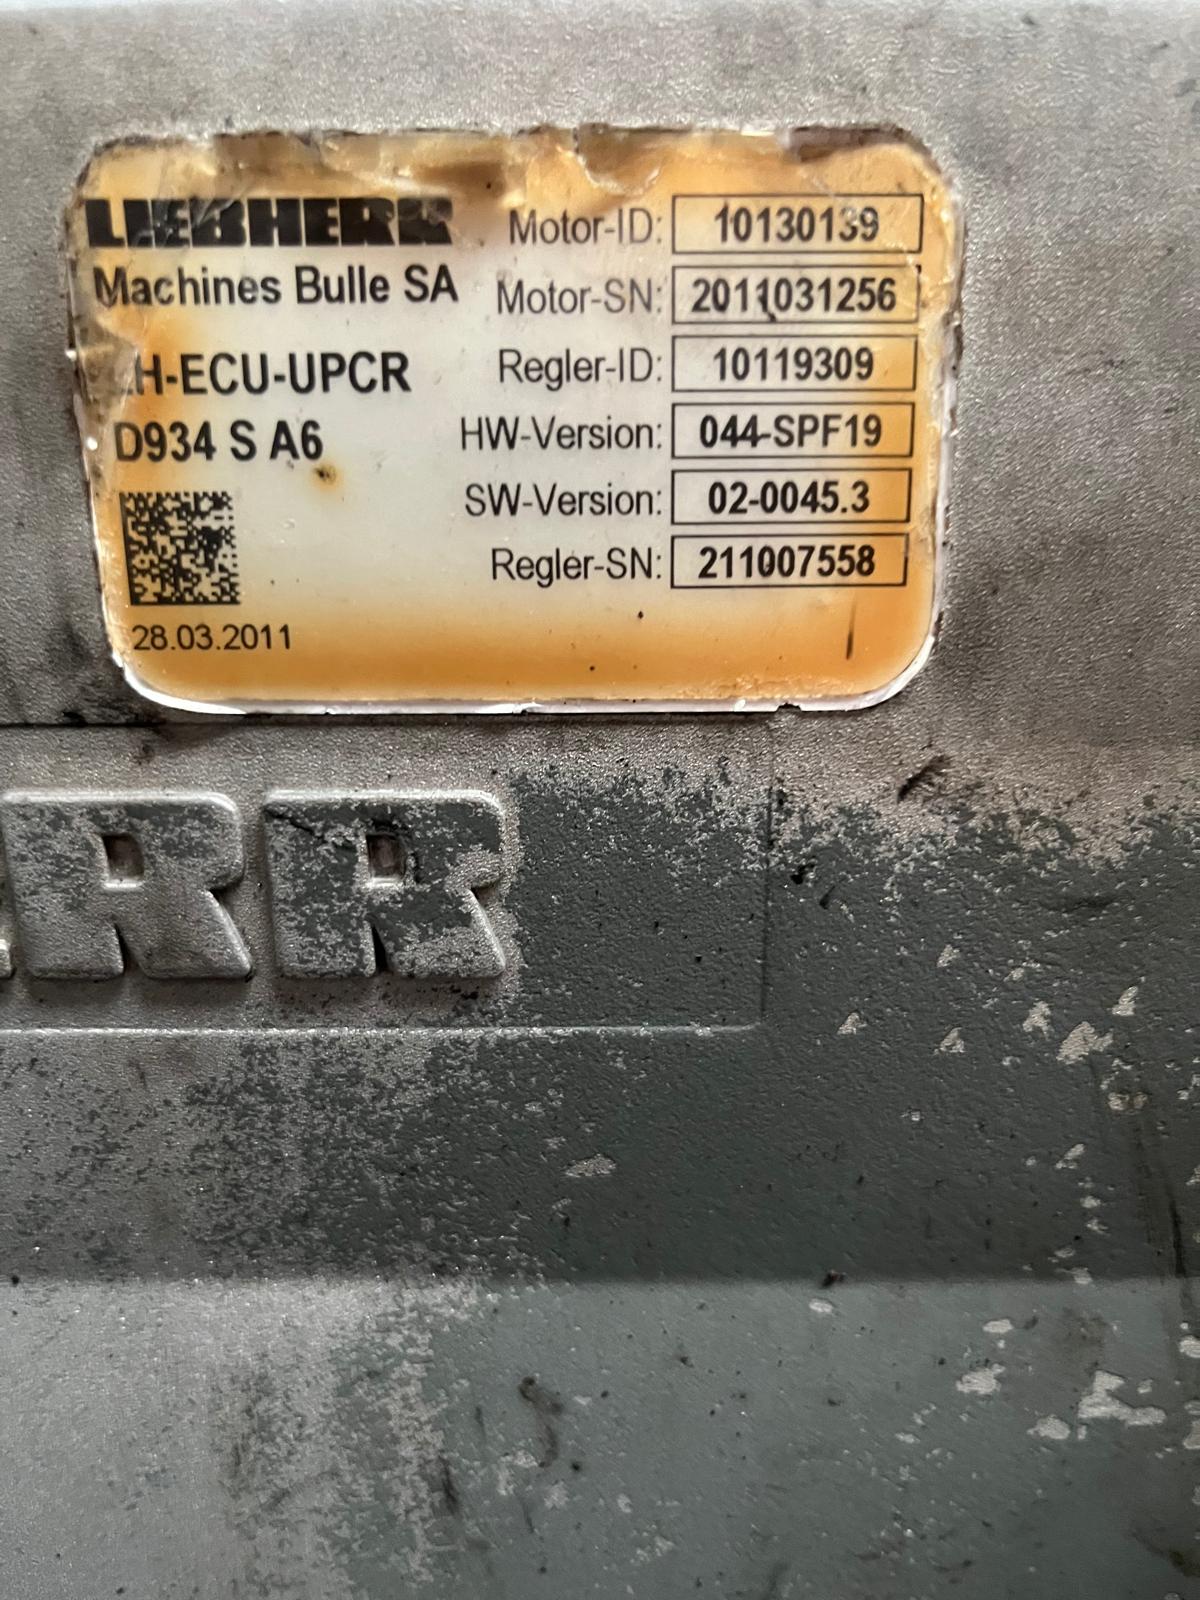 LIEBHERR
Machines Bulle SA
LH-ECU-UPCR
D934 S A6
28.03.2011
Motor-ID: 10130139
Motor-SN: 2011031256
Regler-ID: 10119309
HW-Version: 044-SPF19
SW-Version: 02-0045.3
Regler-SN: 211007558
RR